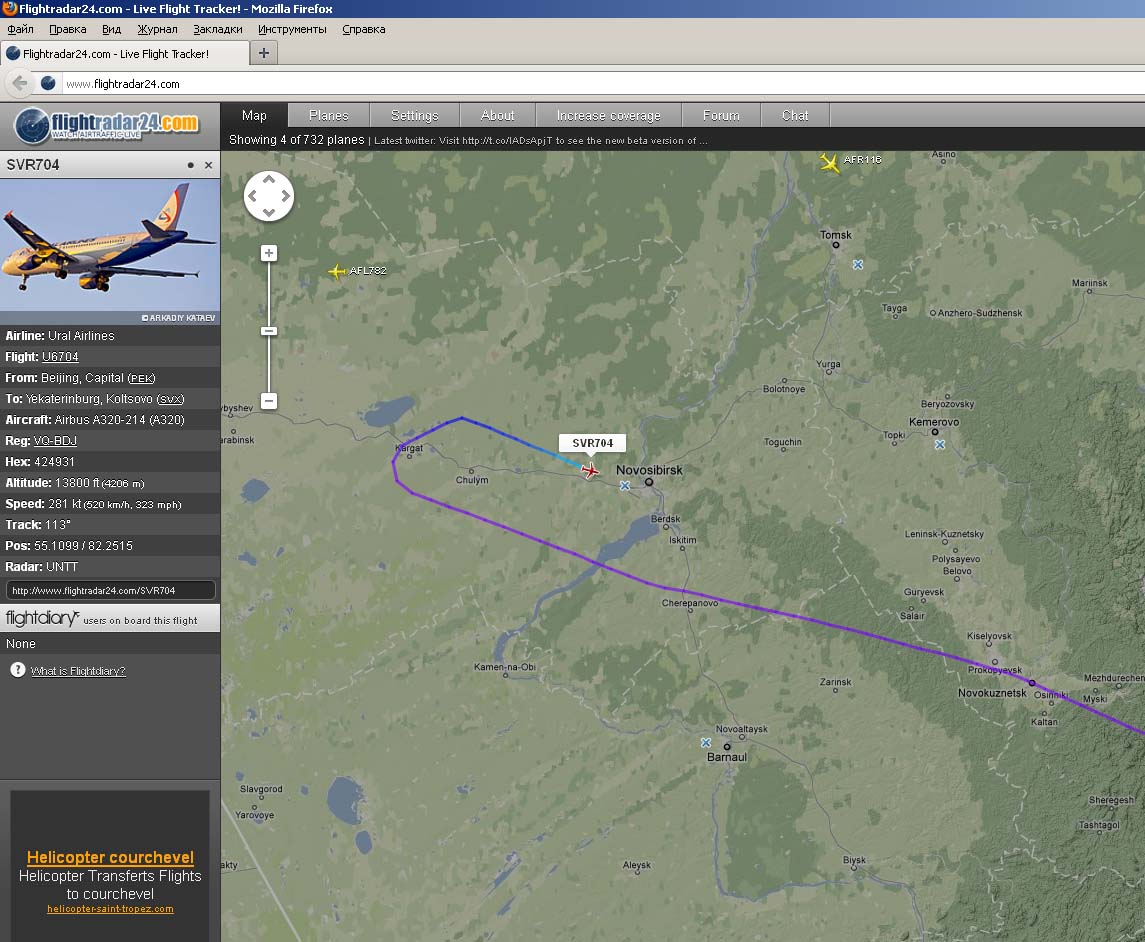 Flightradar24.com - Live Flight Tracker! - Mozilla Firefox
Файл Правка Вид Журнал Закладки Инструменты Справка
Flightradar24.com - Live Flight Tracker!
www.flightradar24.com
flightradar24.com
WATCH AIRTRAFFIC-LIVE
Map Planes Settings About Increase coverage Forum Chat
Showing 4 of 732 planes | Latest twitter: Visit http://t.co/IADsApjT to see the new beta version of ...
SVR704
© ARKADIY KATAEV
Airline: Ural Airlines
Flight: U6704
From: Beijing, Capital (PEK)
To: Yekaterinburg, Koltsovo (SVX)
Aircraft: Airbus A320-214 (A320)
Reg: VQ-BDJ
Hex: 424931
Altitude: 13800 ft (4206 m)
Speed: 281 kt (520 km/h, 323 mph)
Track: 113°
Pos: 55.1099 / 82.2515
Radar: UNTT
http://www.flightradar24.com/SVR704
flightdiary users on board this flight
None
? What is Flightdiary?
Helicopter courchevel
Helicopter Transferts Flights
to courchevel
helicopter-saint-tropez.com
AFR116
Asino
Tomsk
AFL782
Mariinsk
Tayga
Anzhero-Sudzhensk
Yurga
Bolotnoye
Beryozovsky
ybyshev
Kemerovo
Topki
arabinsk
Toguchin
Kargat
SVR704
Novosibirsk
Chulym
Berdsk
Iskitim
Leninsk-Kuznetsky
Polysayevo
Belovo
Guryevsk
Cherepanovo
Salair
Kiselyovsk
Kamen-na-Obi
Prokopyevsk
Zarinsk
Mezhdurechen
Novokuznetsk
Osinniki
Myski
Kaltan
Novoaltaysk
Barnaul
Slavgorod
Sheregesh
Yarovoye
Tashtagol
akty
Aleysk
Biysk